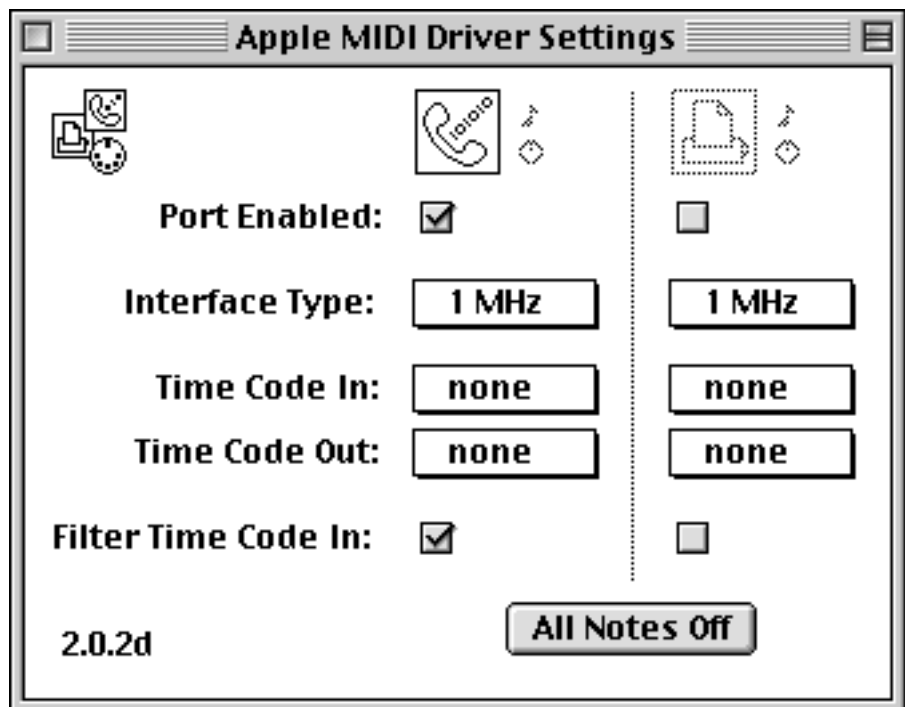 Apple MIDI Driver Settings
Port Enabled:
Interface Type: 1 MHz 1 MHz
Time Code In: none none
Time Code Out: none none
Filter Time Code In:
2.0.2d All Notes Off